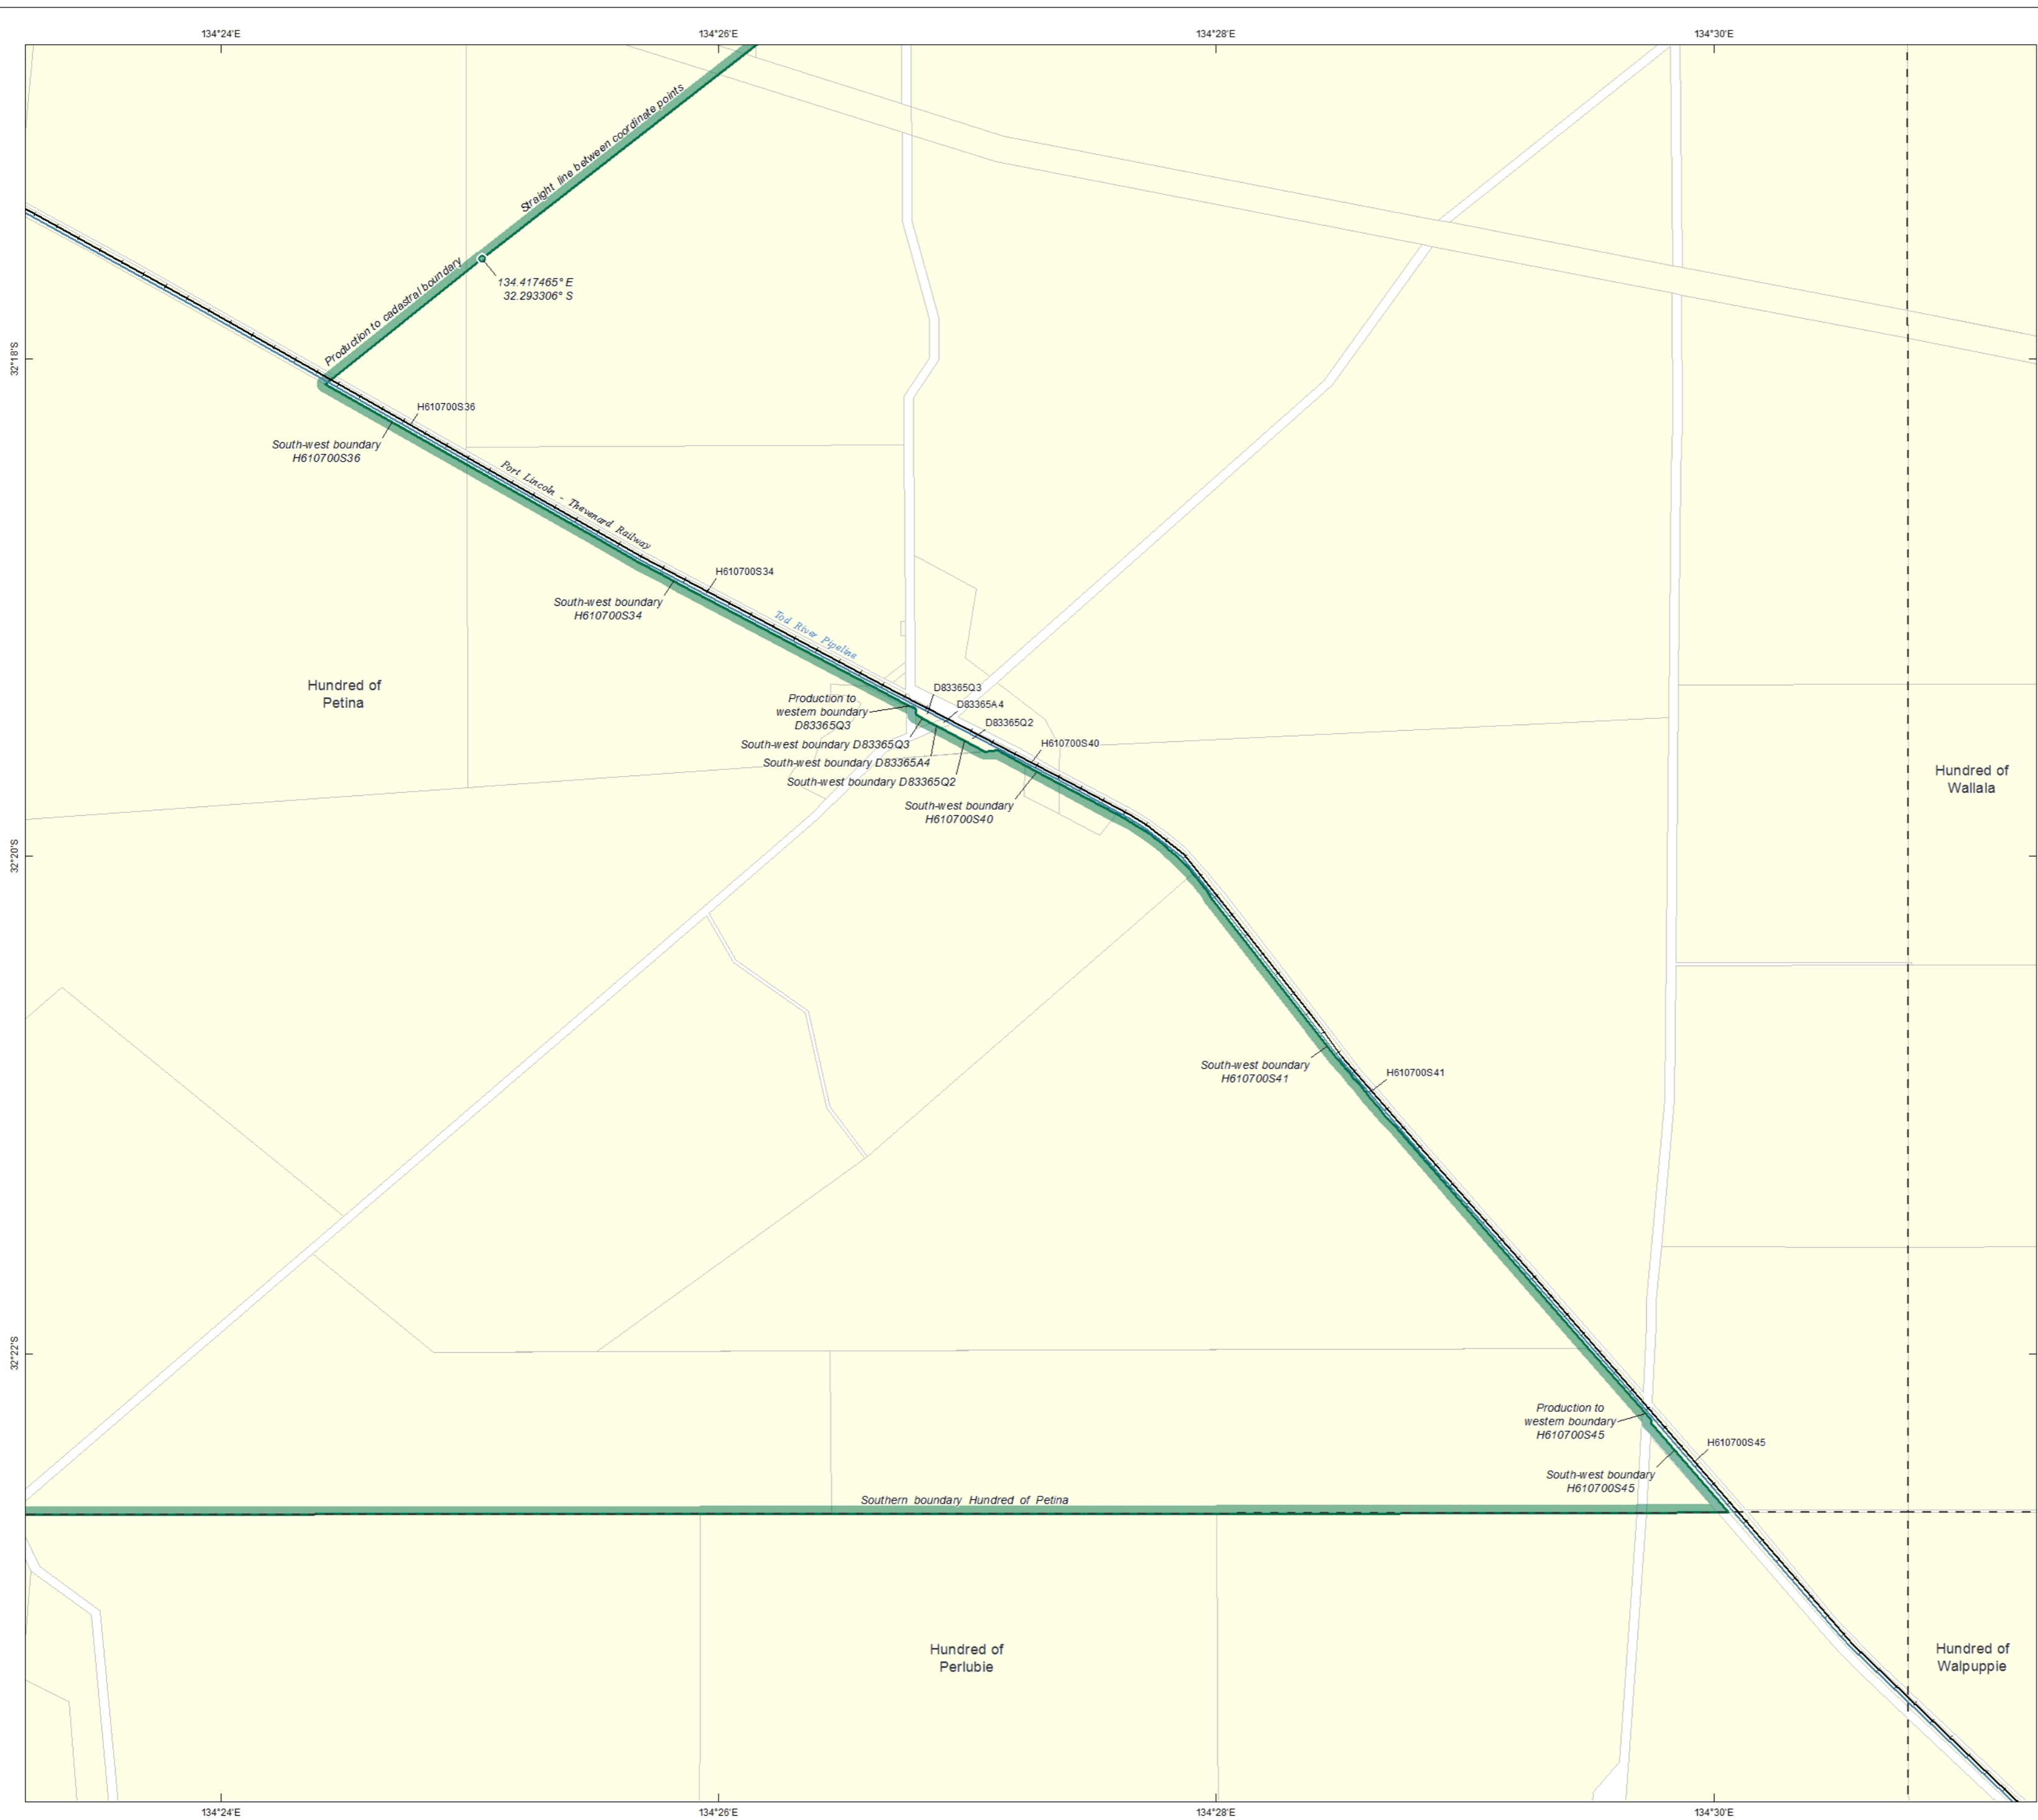 134°24'E
134°26'E
134°28'E
134°30'E
Straight line between coordinate points
Production to cadastral boundary
134.417465° E
32.293306° S
32°18'S
H610700S36
South-west boundary
H610700S36
Port Lincoln - Thevenard Railway
H610700S34
South-west boundary
H610700S34
Tod River Pipeline
Hundred of
Petina
Production to
western boundary
D83365Q3
D83365Q3
D83365A4
D83365Q2
South-west boundary D83365Q3
H610700S40
South-west boundary D83365A4
South-west boundary D83365Q2
South-west boundary
H610700S40
Hundred of
Wallala
32°20'S
South-west boundary
H610700S41
H610700S41
32°22'S
Production to
western boundary
H610700S45
H610700S45
South-west boundary
H610700S45
Southern boundary Hundred of Petina
Hundred of
Perlubie
Hundred of
Walpuppie
134°24'E
134°26'E
134°28'E
134°30'E